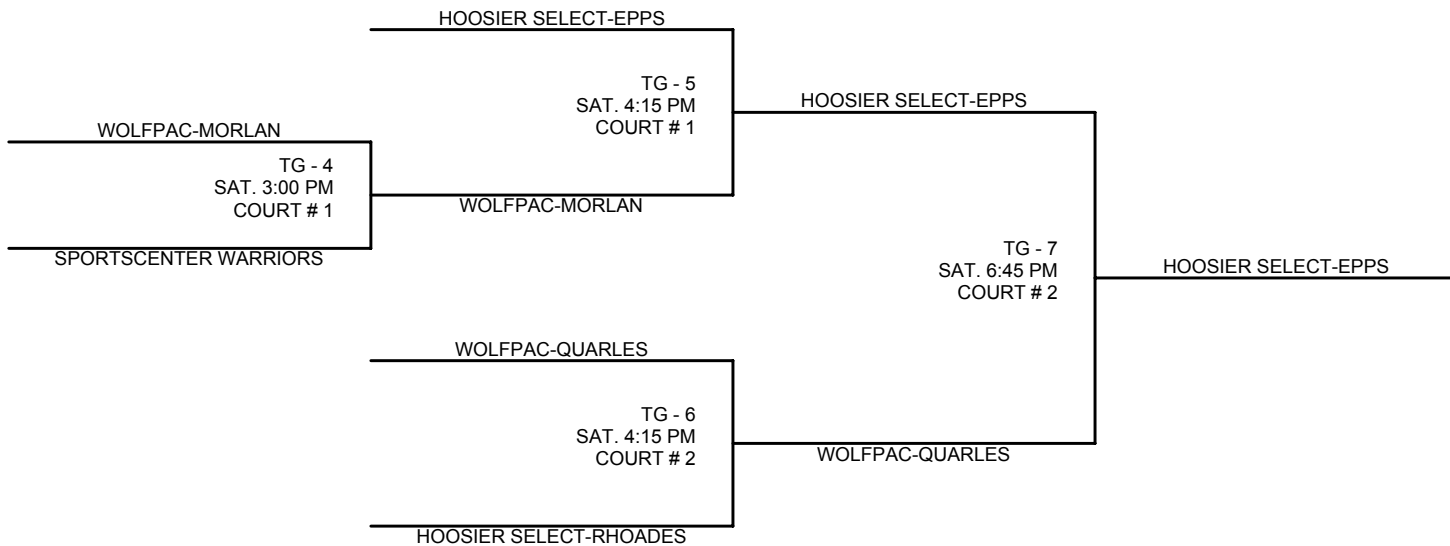 HOOSIER SELECT-EPPS
TG - 5
SAT. 4:15 PM
COURT # 1
HOOSIER SELECT-EPPS
WOLFPAC-MORLAN
TG - 4
SAT. 3:00 PM
COURT # 1
WOLFPAC-MORLAN
SPORTSCENTER WARRIORS
TG - 7
SAT. 6:45 PM
COURT # 2
HOOSIER SELECT-EPPS
WOLFPAC-QUARLES
TG - 6
SAT. 4:15 PM
COURT # 2
WOLFPAC-QUARLES
HOOSIER SELECT-RHOADES